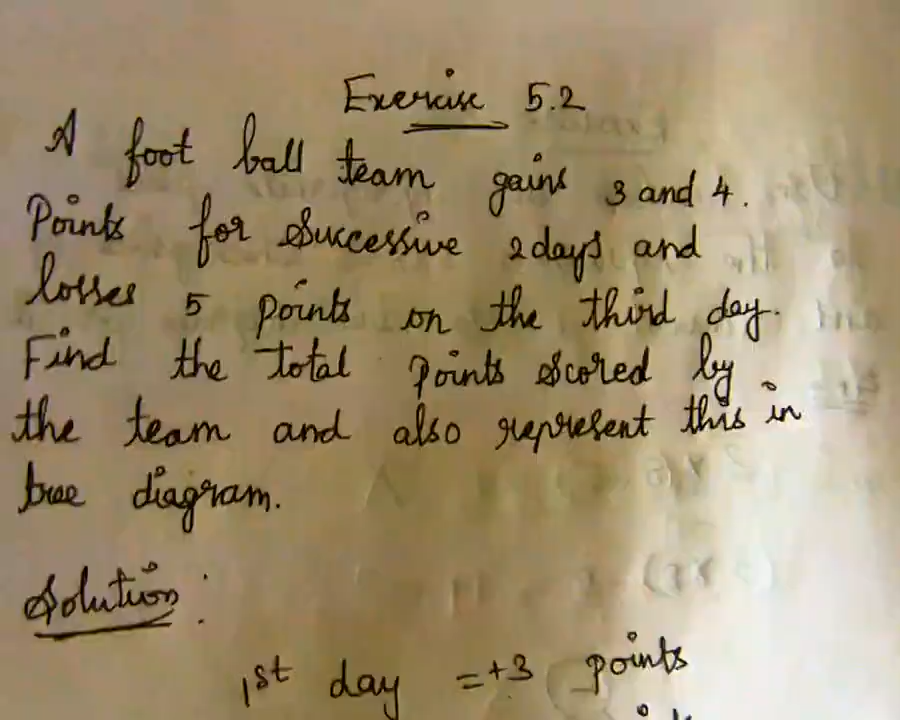 Exercise 5.2
A foot ball team gains 3 and 4.
Points for Successive 2days and
losses 5 Points on the third day.
Find the Total Points Scored by
the team and also represent this in
tree diagram.
Solution:
1st day = +3 points